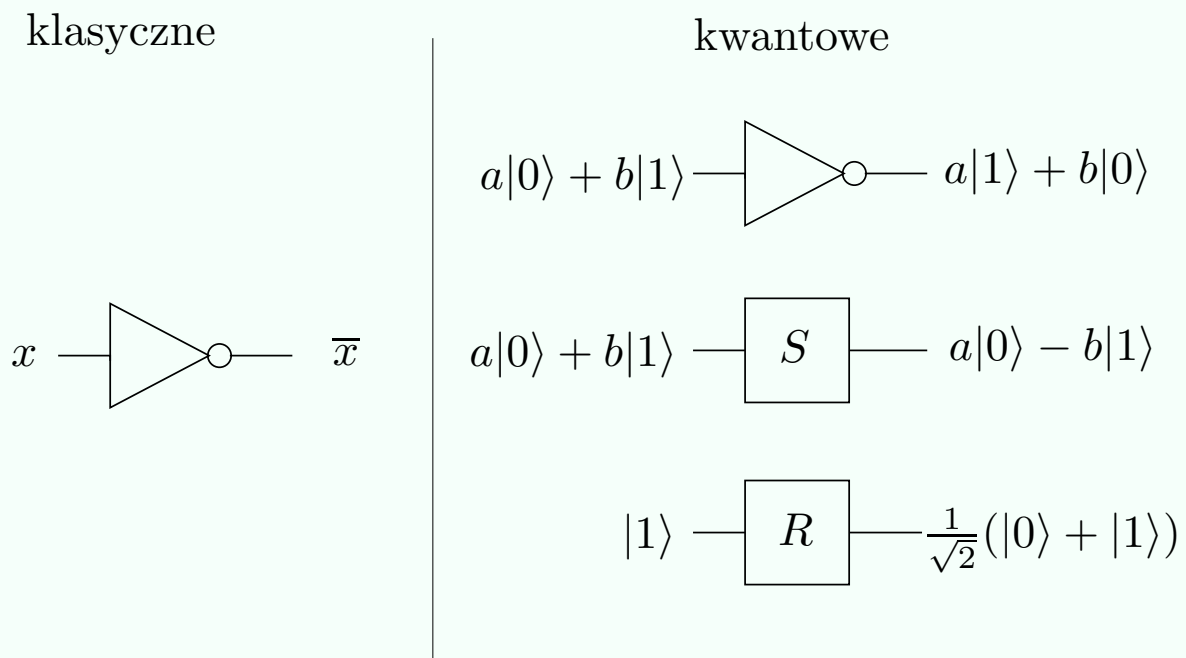 klasyczne
kwantowe
a|0⟩ + b|1⟩ a|1⟩ + b|0⟩
x x̅
a|0⟩ + b|1⟩ S a|0⟩ − b|1⟩
|1⟩ R 1/√2(|0⟩ + |1⟩)